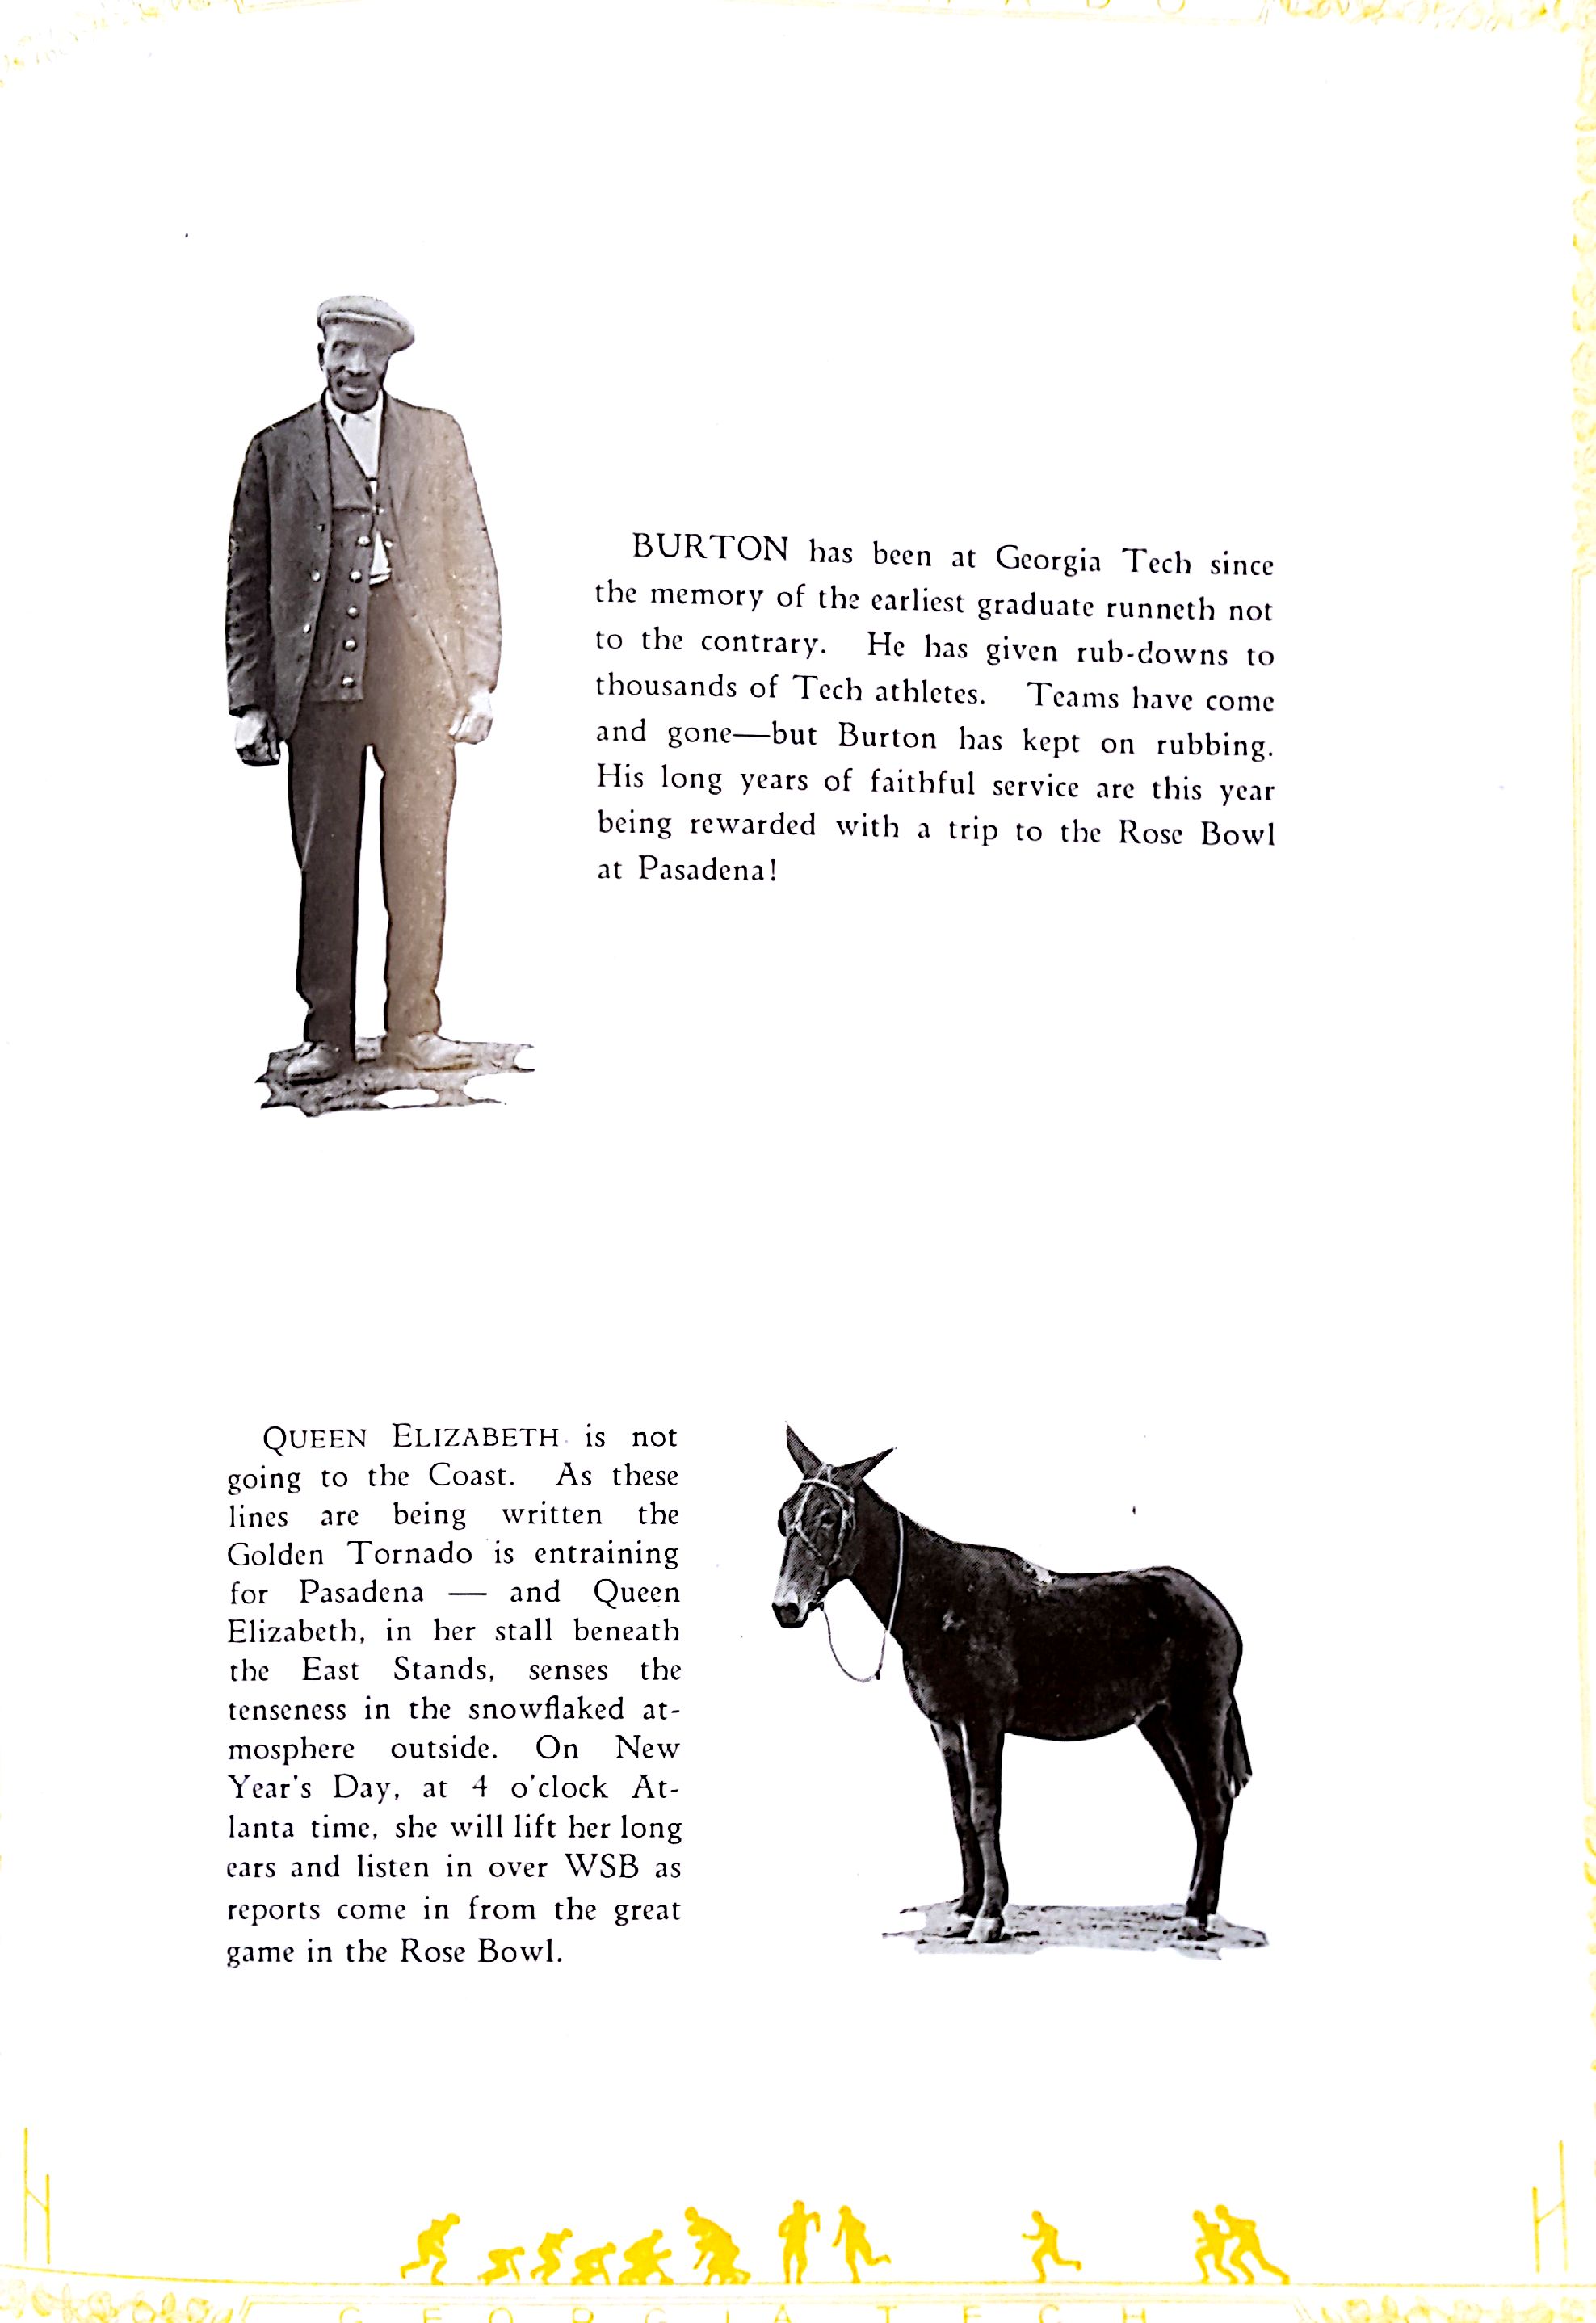 BURTON has been at Georgia Tech since
the memory of the earliest graduate runneth not
to the contrary. He has given rub-downs to
thousands of Tech athletes. Teams have come
and gone—but Burton has kept on rubbing.
His long years of faithful service are this year
being rewarded with a trip to the Rose Bowl
at Pasadena!
QUEEN ELIZABETH is not
going to the Coast. As these
lines are being written the
Golden Tornado is entraining
for Pasadena — and Queen
Elizabeth, in her stall beneath
the East Stands, senses the
tenseness in the snowflaked at-
mosphere outside. On New
Year's Day, at 4 o'clock At-
lanta time, she will lift her long
ears and listen in over WSB as
reports come in from the great
game in the Rose Bowl.
GEORGIA TECH